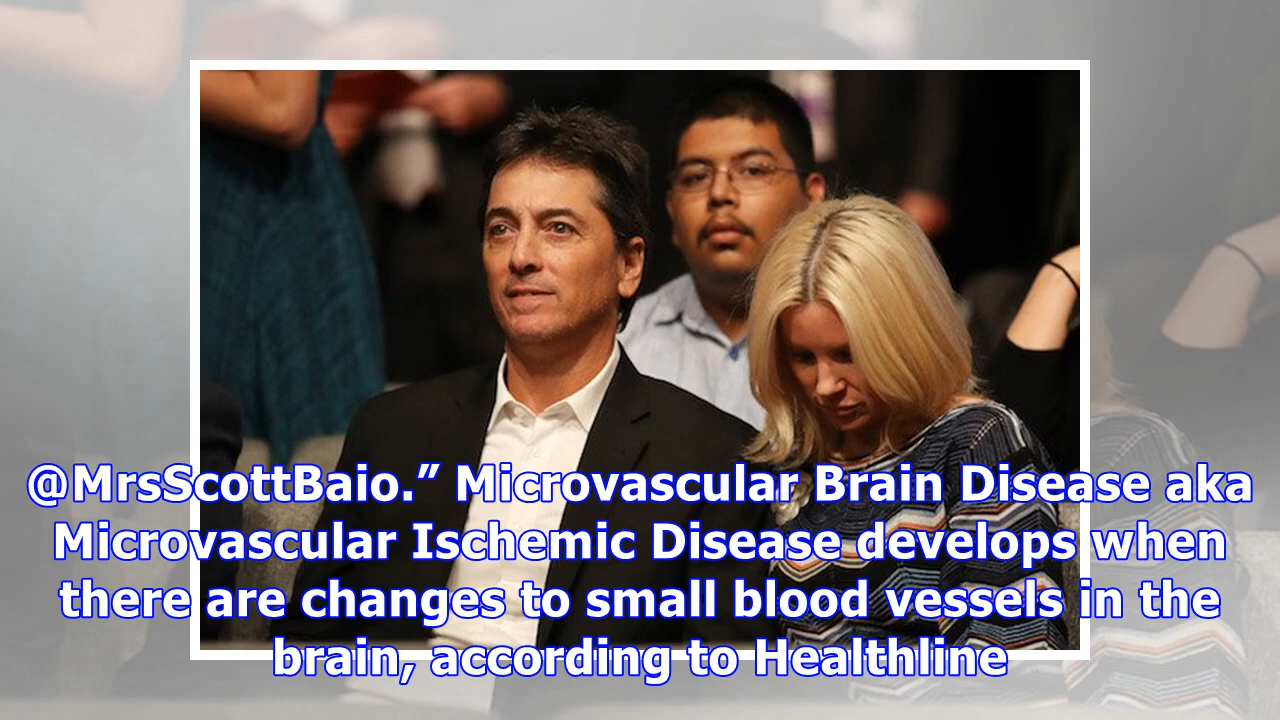 @MrsScottBaio.” Microvascular Brain Disease aka
Microvascular Ischemic Disease develops when
there are changes to small blood vessels in the
brain, according to Healthline